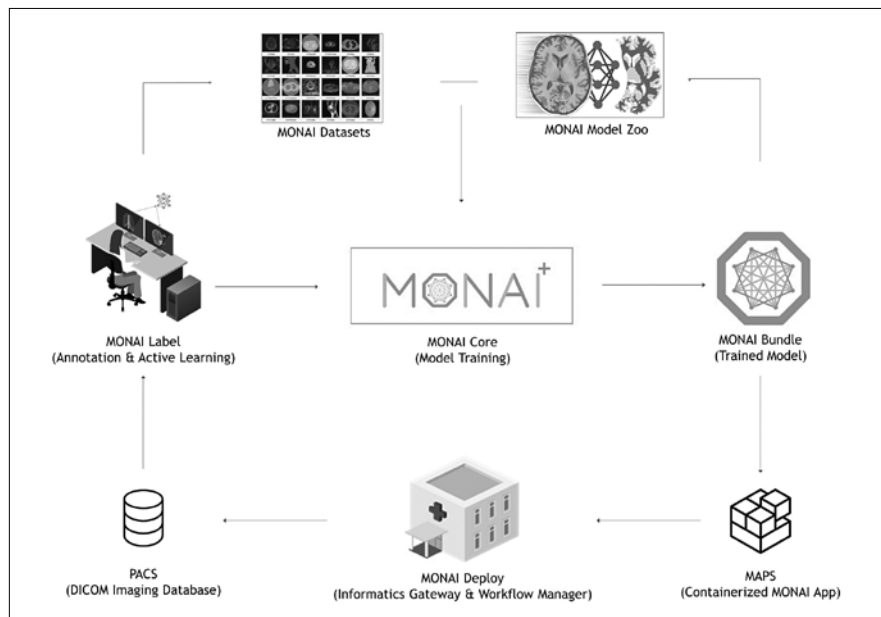 MONAI Datasets
MONAI Model Zoo
MONAI+
MONAI Label
(Annotation & Active Learning)
MONAI Core
(Model Training)
MONAI Bundle
(Trained Model)
PACS
(DICOM Imaging Database)
MONAI Deploy
(Informatics Gateway & Workflow Manager)
MAPS
(Containerized MONAI App)